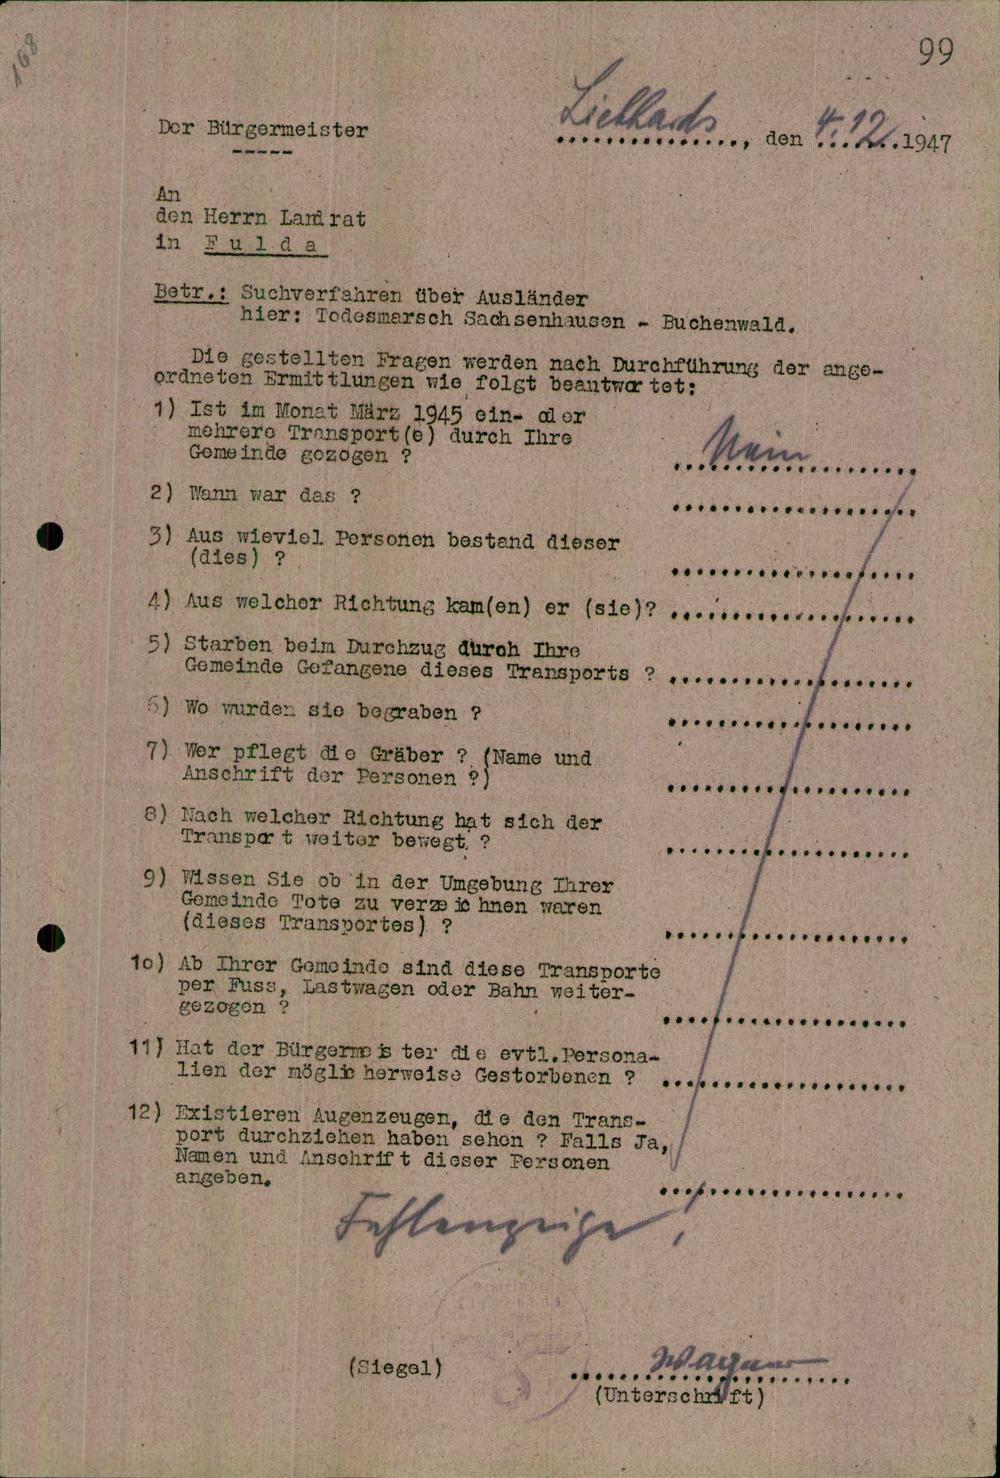 168
99
Der Bürgermeister
-----
Liebhards, den 4.12.1947
An
den Herrn Landrat
in Fulda
Betr.: Suchverfahren über Ausländer
hier: Todesmarsch Sachsenhausen - Buchenwald.
Die gestellten Fragen werden nach Durchführung der ange-
ordneten Ermittlungen wie folgt beantwortet:
1) Ist im Monat März 1945 ein- oder
mehrere Transport(e) durch Ihre
Gemeinde gezogen ? Nein
2) Wann war das ?
3) Aus wieviel Personen bestand dieser
(dies) ?
4) Aus welcher Richtung kam(en) er (sie)?
5) Starben beim Durchzug durch Ihre
Gemeinde Gefangene dieses Transports ?
6) Wo wurden sie begraben ?
7) Wer pflegt die Gräber ? (Name und
Anschrift der Personen ?)
8) Nach welcher Richtung hat sich der
Transport weiter bewegt ?
9) Wissen Sie ob in der Umgebung Ihrer
Gemeinde Tote zu verzeichnen waren
(dieses Transportes) ?
10) Ab Ihrer Gemeinde sind diese Transporte
per Fuss, Lastwagen oder Bahn weiter-
gezogen ?
11) Hat der Bürgermeister die evtl.Persona-
lien der möglicherweise Gestorbenen ?
12) Existieren Augenzeugen, die den Trans-
port durchziehen haben sehen ? Falls Ja,
Namen und Anschrift dieser Personen
angeben.
Fehlanzeige !
(Siegel)
Wagner
(Unterschrift)